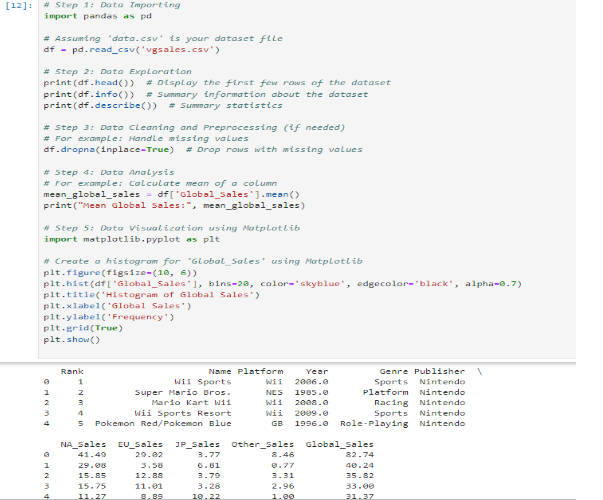 [12]: # Step 1: Data Importing
import pandas as pd
# Assuming 'data.csv' is your dataset file
df = pd.read_csv('vgsales.csv')
# Step 2: Data Exploration
print(df.head()) # Display the first few rows of the dataset
print(df.info()) # Summary information about the dataset
print(df.describe()) # Summary statistics
# Step 3: Data Cleaning and Preprocessing (if needed)
# For example: Handle missing values
df.dropna(inplace=True) # Drop rows with missing values
# Step 4: Data Analysis
# For example: Calculate mean of a column
mean_global_sales = df['Global_Sales'].mean()
print("Mean Global Sales:", mean_global_sales)
# Step 5: Data Visualization using Matplotlib
import matplotlib.pyplot as plt
# Create a histogram for 'Global_Sales' using Matplotlib
plt.figure(figsize=(10, 6))
plt.hist(df['Global_Sales'], bins=20, color='skyblue', edgecolor='black', alpha=0.7)
plt.title('Histogram of Global Sales')
plt.xlabel('Global Sales')
plt.ylabel('Frequency')
plt.grid(True)
plt.show()
Rank Name Platform Year Genre Publisher \
0 1 Wii Sports Wii 2006.0 Sports Nintendo
1 2 Super Mario Bros. NES 1985.0 Platform Nintendo
2 3 Mario Kart Wii Wii 2008.0 Racing Nintendo
3 4 Wii Sports Resort Wii 2009.0 Sports Nintendo
4 5 Pokemon Red/Pokemon Blue GB 1996.0 Role-Playing Nintendo
NA_Sales EU_Sales JP_Sales Other_Sales Global_Sales
0 41.49 29.02 3.77 8.46 82.74
1 29.08 3.58 6.81 0.77 40.24
2 15.85 12.88 3.79 3.31 35.82
3 15.75 11.01 3.28 2.96 33.00
4 11.27 8.89 10.22 1.00 31.37